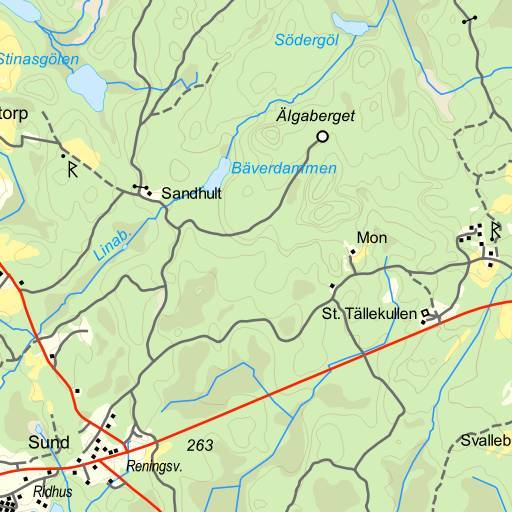 Södergöl
Stinasgölen
torp
Älgaberget
Bäverdammen
Sandhult
Linab.
Mon
St. Tällekullen
Sund
263
Svalleb
Reningsv.
Ridhus